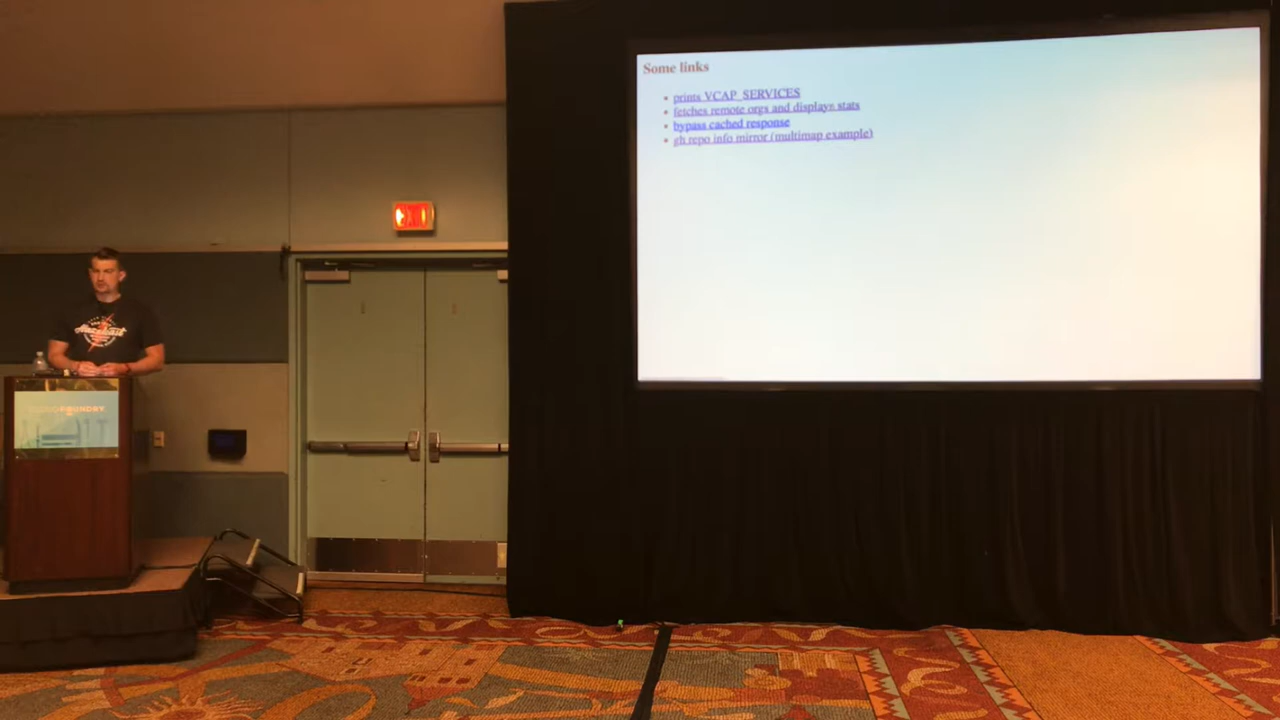 Some links
prints VCAP_SERVICES
fetches remote orgs and displays stats
bypass cached response
gh repo info mirror (multimap example)
EXIT
FOUNDRY